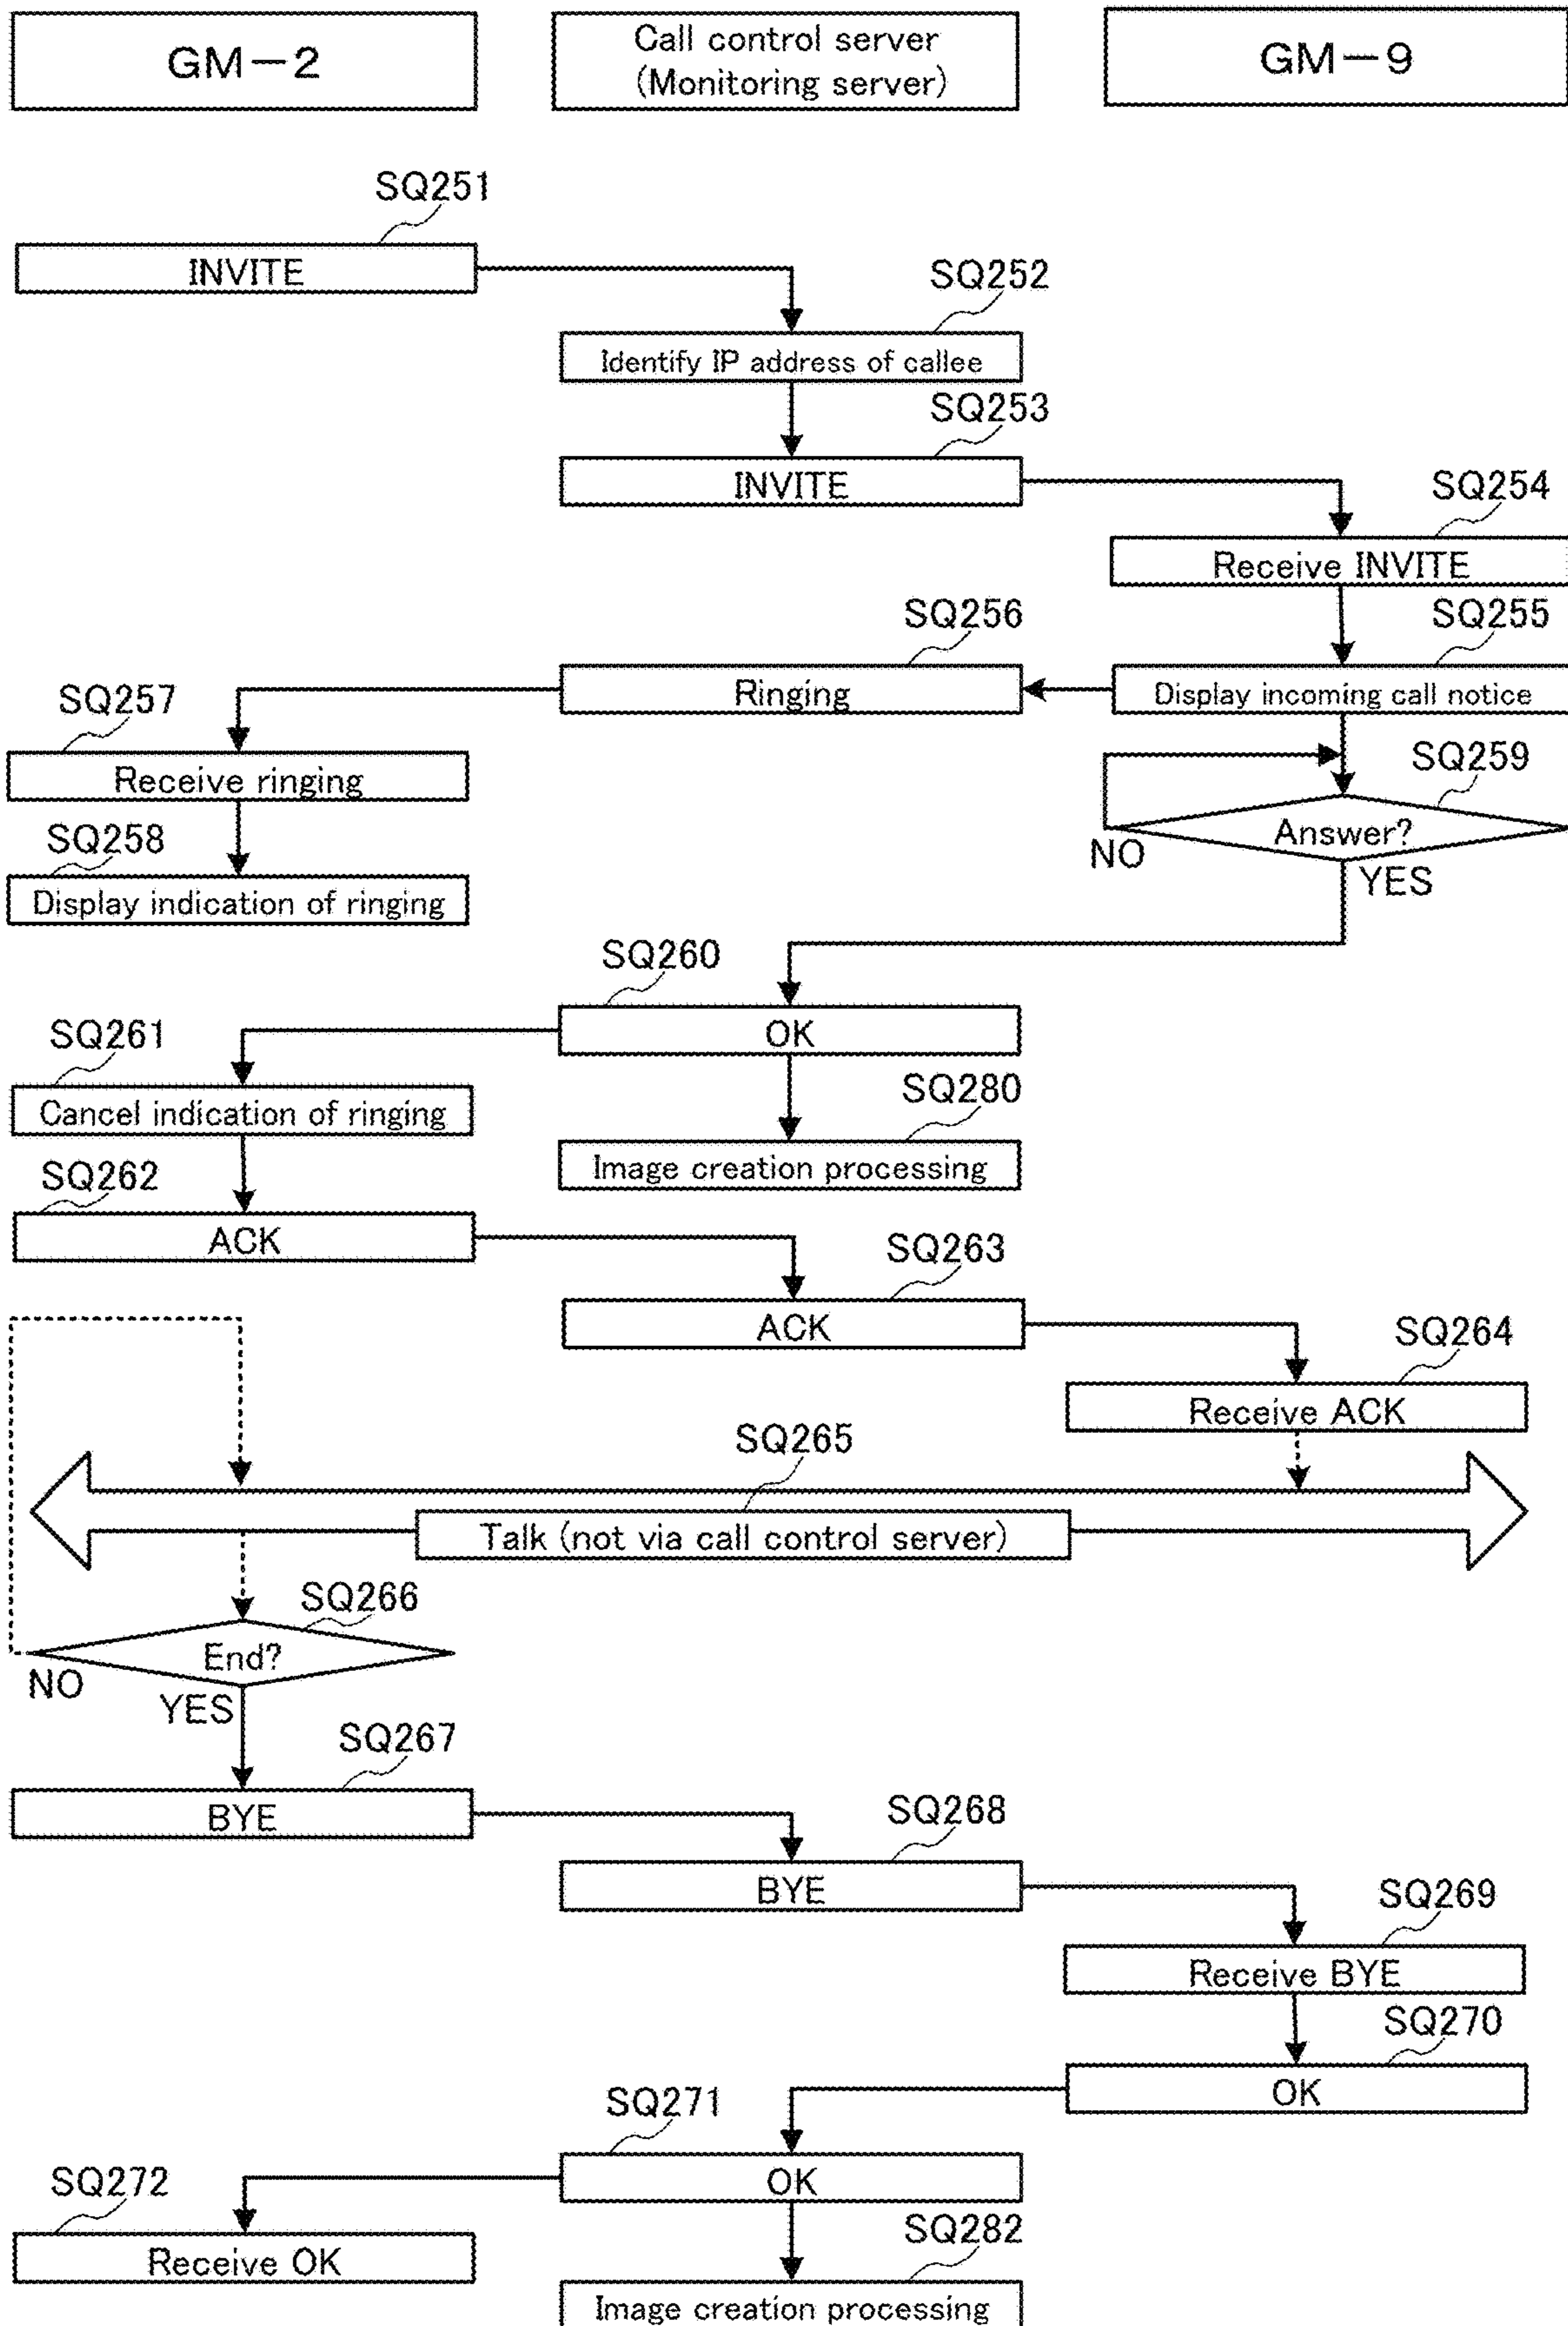 GM-2
Call control server
(Monitoring server)
GM-9
SQ251
INVITE
SQ252
Identify IP address of callee
SQ253
INVITE
SQ254
Receive INVITE
SQ255
Display incoming call notice
SQ256
Ringing
SQ257
Receive ringing
SQ258
Display indication of ringing
SQ259
Answer?
NO
YES
SQ260
OK
SQ261
Cancel indication of ringing
SQ280
Image creation processing
SQ262
ACK
SQ263
ACK
SQ264
Receive ACK
SQ265
Talk (not via call control server)
SQ266
End?
NO
YES
SQ267
BYE
SQ268
BYE
SQ269
Receive BYE
SQ270
OK
SQ271
OK
SQ272
Receive OK
SQ282
Image creation processing